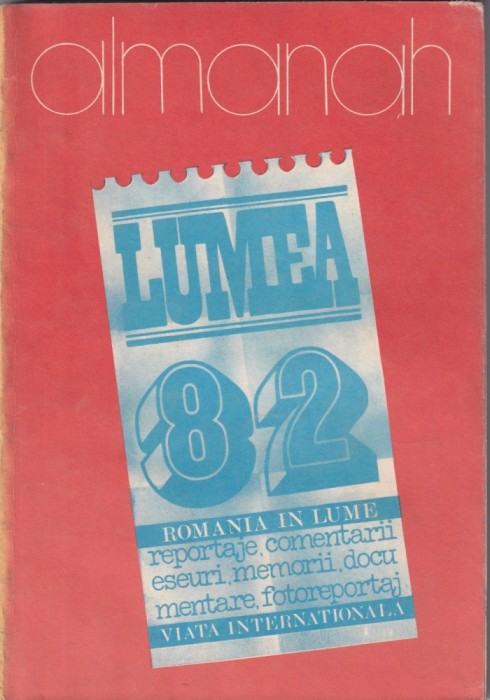 almanah
LUMEA
82
ROMANIA IN LUME
reportaje, comentarii
eseuri, memorii, docu
mentare, fotoreportaj
VIATA INTERNATIONALA